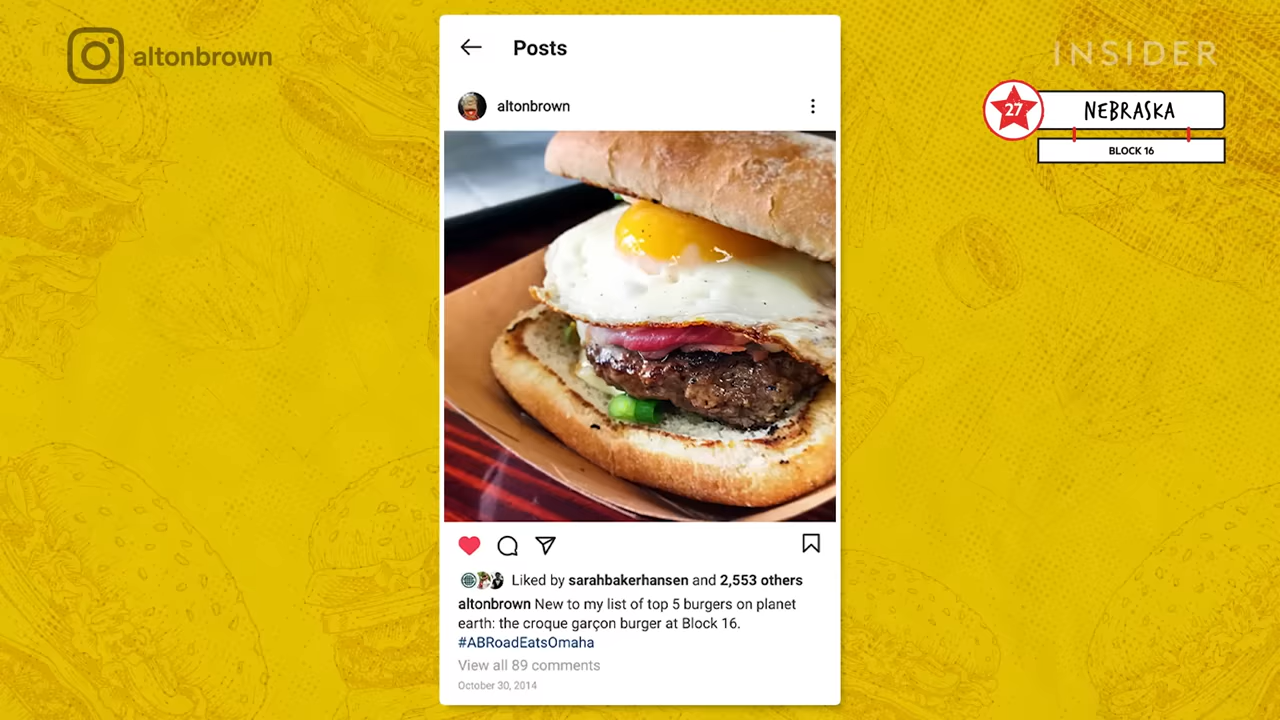 altonbrown
INSIDER
27
NEBRASKA
BLOCK 16
Posts
altonbrown
Liked by sarahbakerhansen and 2,553 others
altonbrown New to my list of top 5 burgers on planet
earth: the croque garçon burger at Block 16.
#ABRoadEatsOmaha
View all 89 comments
October 30, 2014